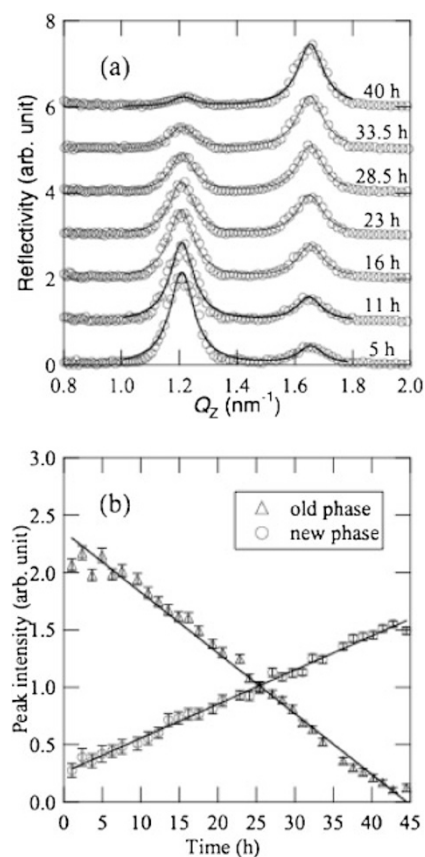 (a)
Reflectivity (arb. unit)
8
6
4
2
0
40 h
33.5 h
28.5 h
23 h
16 h
11 h
5 h
0.8 1.0 1.2 1.4 1.6 1.8 2.0
Qz (nm⁻¹)
(b)
old phase
new phase
Peak intensity (arb. unit)
3.0
2.5
2.0
1.5
1.0
0.5
0.0
0 5 10 15 20 25 30 35 40 45
Time (h)